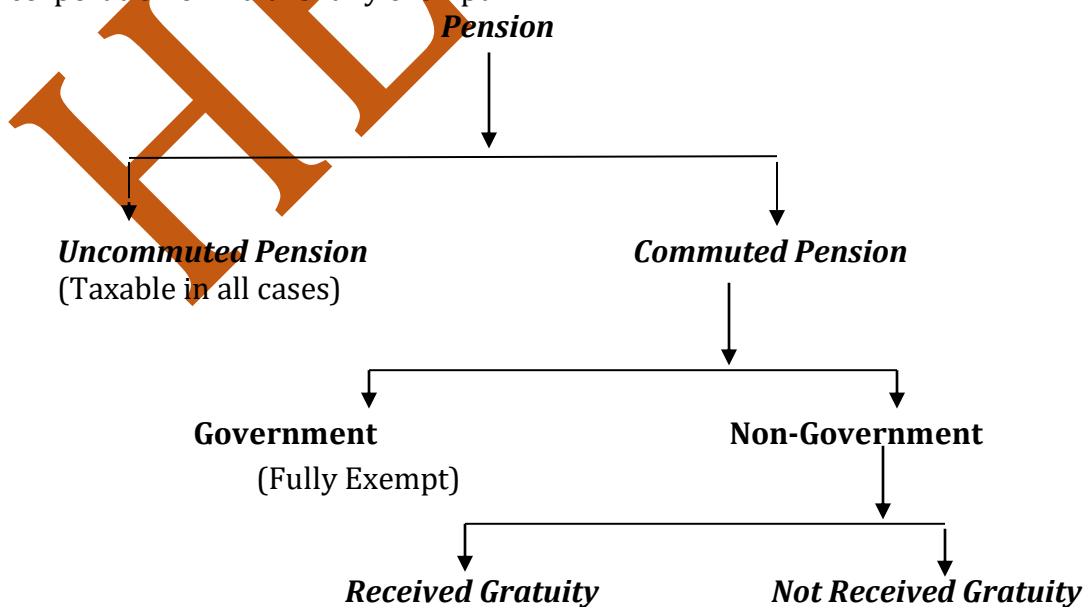 Pension
Uncommuted Pension
Commuted Pension
(Taxable in all cases)
Government
Non-Government
(Fully Exempt)
Received Gratuity
Not Received Gratuity